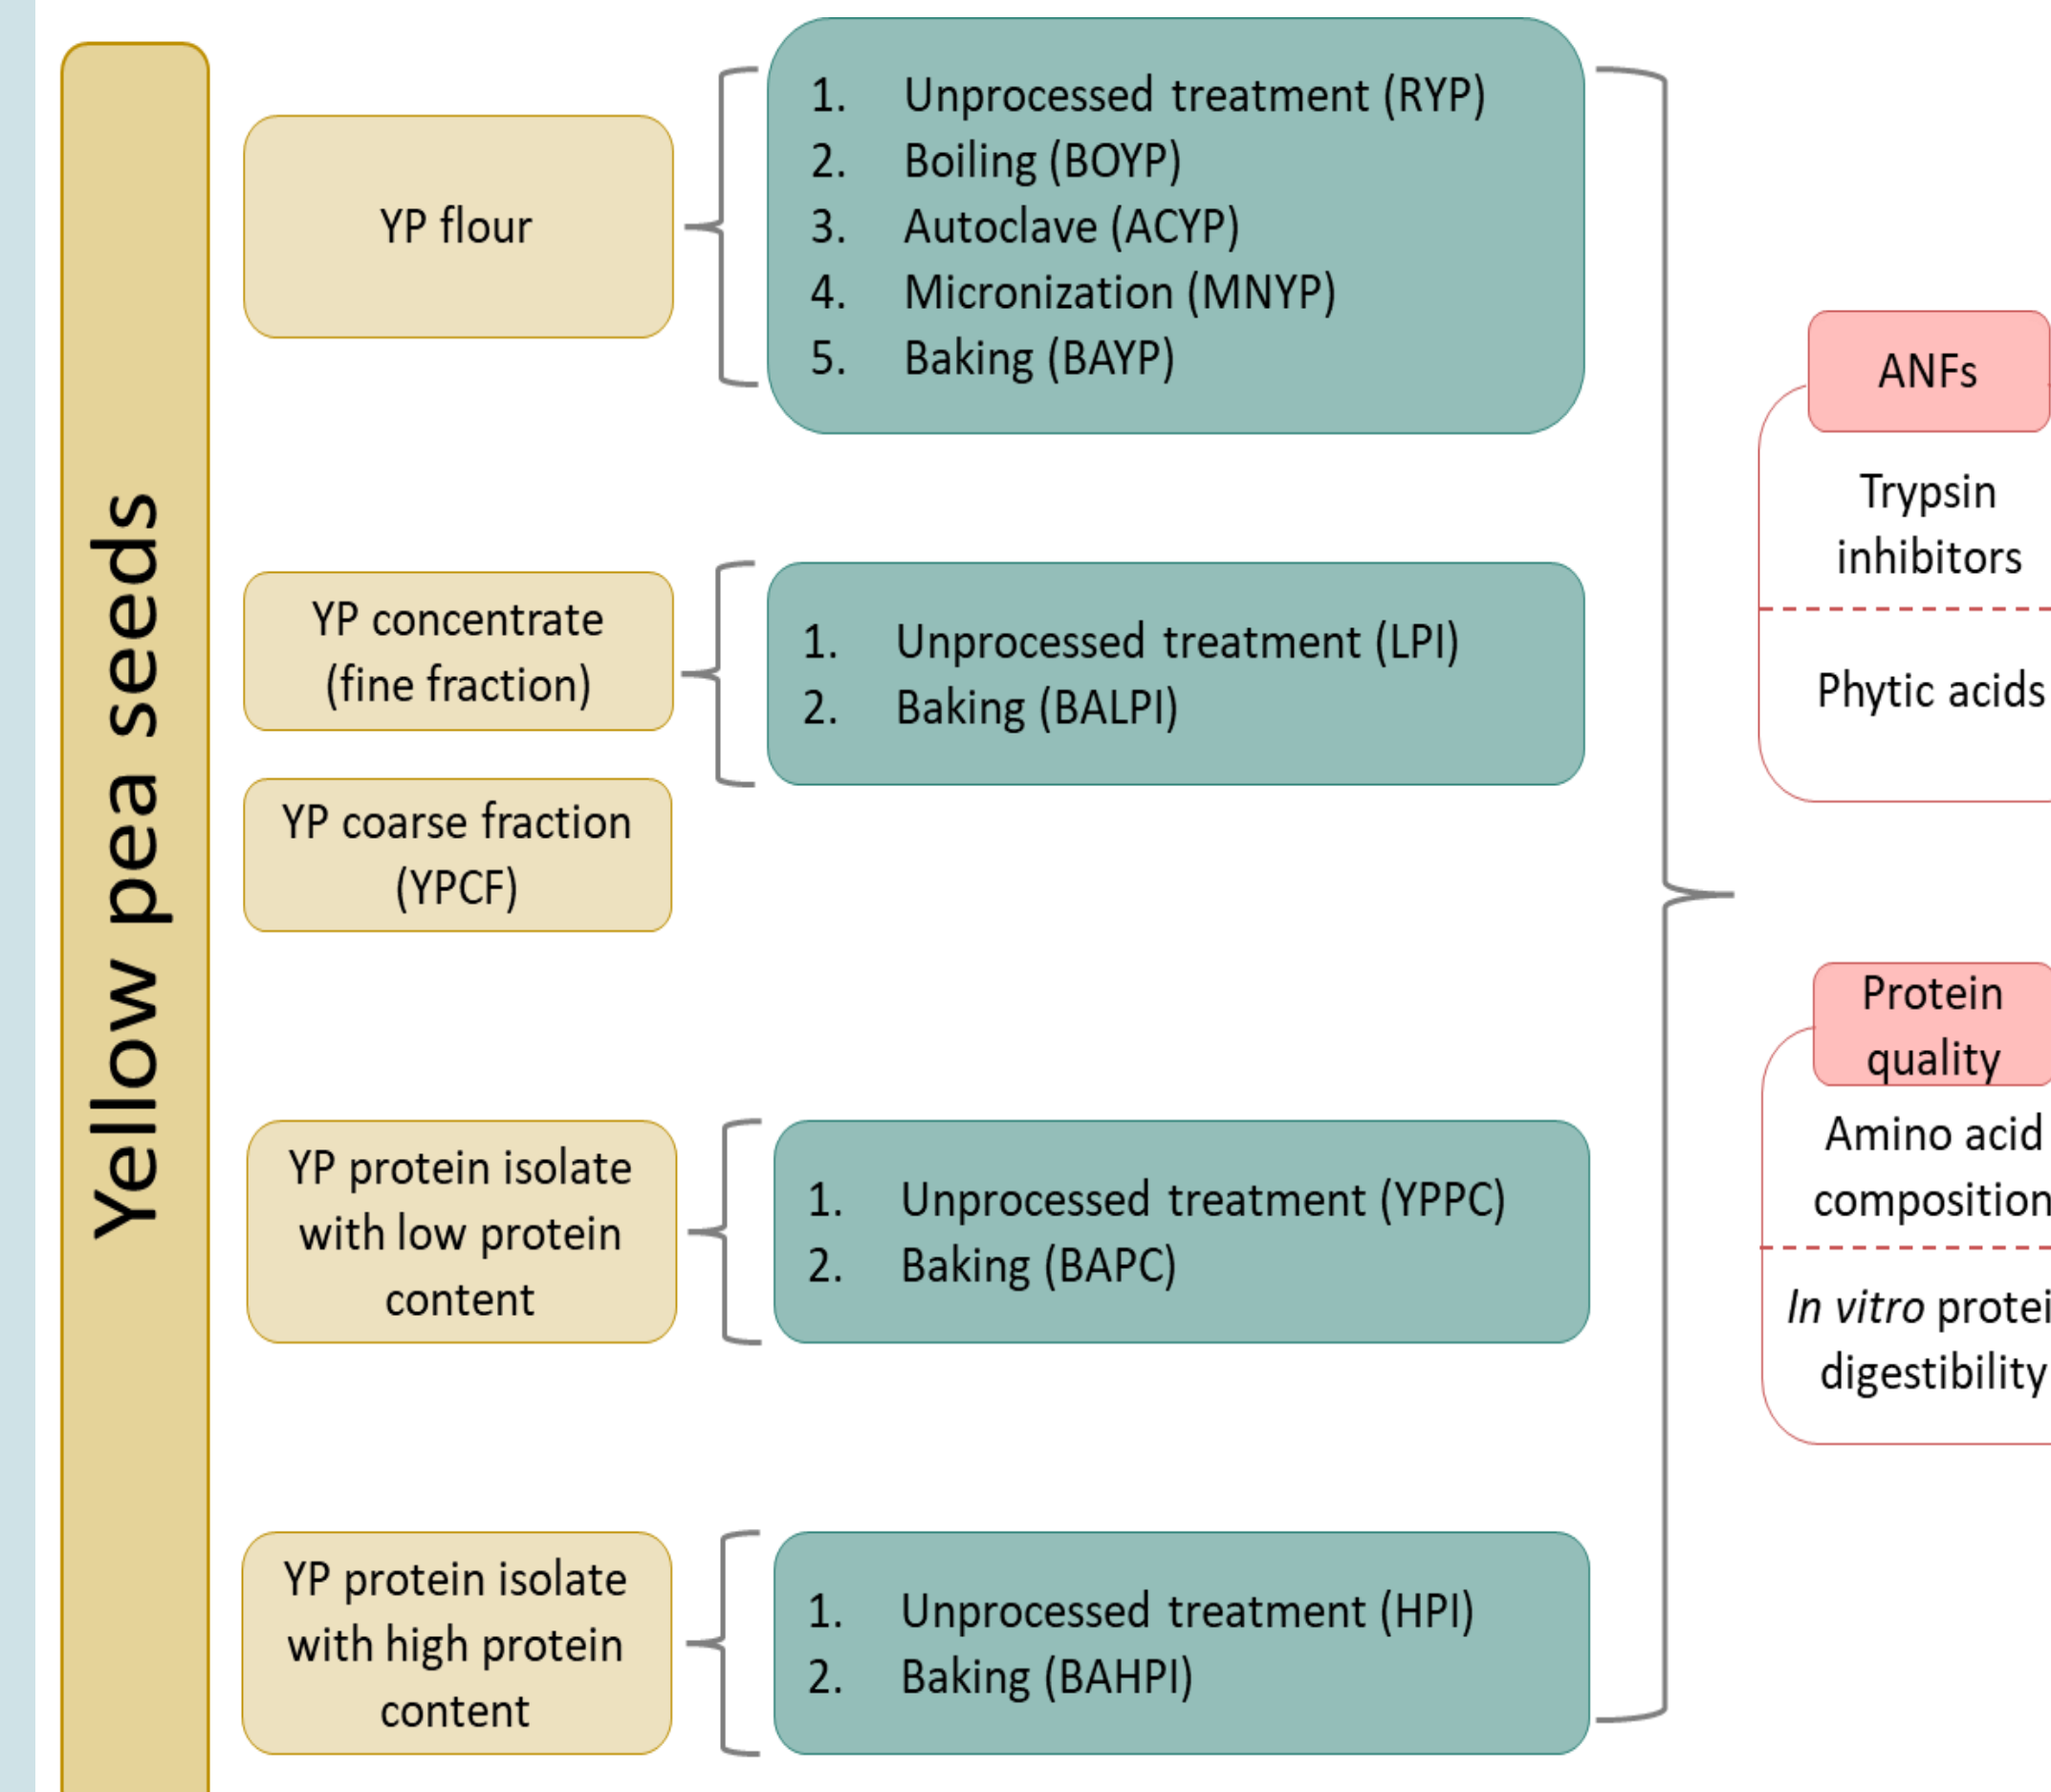 Yellow pea seeds
YP flour
1. Unprocessed treatment (RYP)
2. Boiling (BOYP)
3. Autoclave (ACYP)
4. Micronization (MNYP)
5. Baking (BAYP)
YP concentrate
(fine fraction)
1. Unprocessed treatment (LPI)
2. Baking (BALPI)
YP coarse fraction
(YPCF)
YP protein isolate
with low protein
content
1. Unprocessed treatment (YPPC)
2. Baking (BAPC)
YP protein isolate
with high protein
content
1. Unprocessed treatment (HPI)
2. Baking (BAHPI)
ANFs
Trypsin
inhibitors
Phytic acids
Protein
quality
Amino acid
composition
In vitro
digestibility